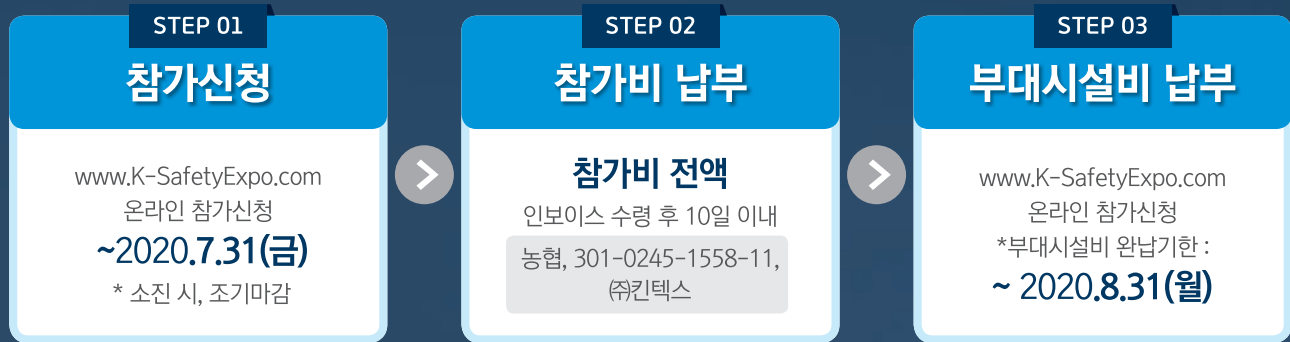 STEP 01
참가신청
www.K-SafetyExpo.com
온라인 참가신청
~2020.7.31(금)
* 소진 시, 조기마감
STEP 02
참가비 납부
참가비 전액
인보이스 수령 후 10일 이내
농협, 301-0245-1558-11,
㈜킨텍스
STEP 03
부대시설비 납부
www.K-SafetyExpo.com
온라인 참가신청
*부대시설비 완납기한 :
~ 2020.8.31(월)